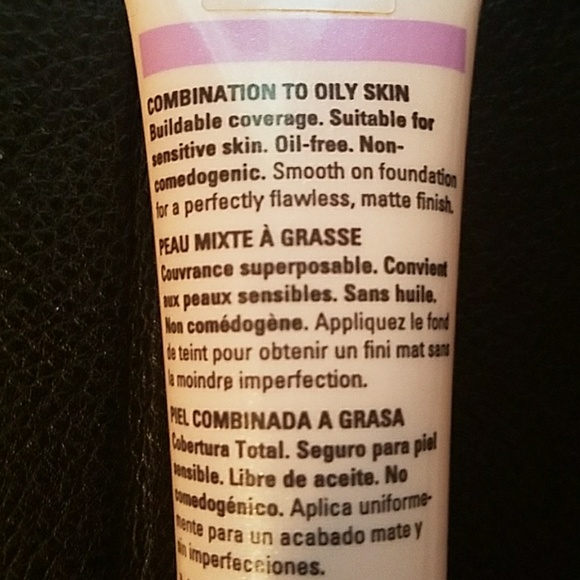 COMBINATION TO OILY SKIN
Buildable coverage. Suitable for
sensitive skin. Oil-free. Non-
comedogenic. Smooth on foundation
for a perfectly flawless, matte finish.
PEAU MIXTE À GRASSE
Couvrance superposable. Convient
aux peaux sensibles. Sans huile.
Non comédogène. Appliquez le fond
de teint pour obtenir un fini mat sans
la moindre imperfection.
PIEL COMBINADA A GRASA
Cobertura Total. Seguro para piel
sensible. Libre de aceite. No
comedogénico. Aplica uniforme-
mente para un acabado mate y
sin imperfecciones.